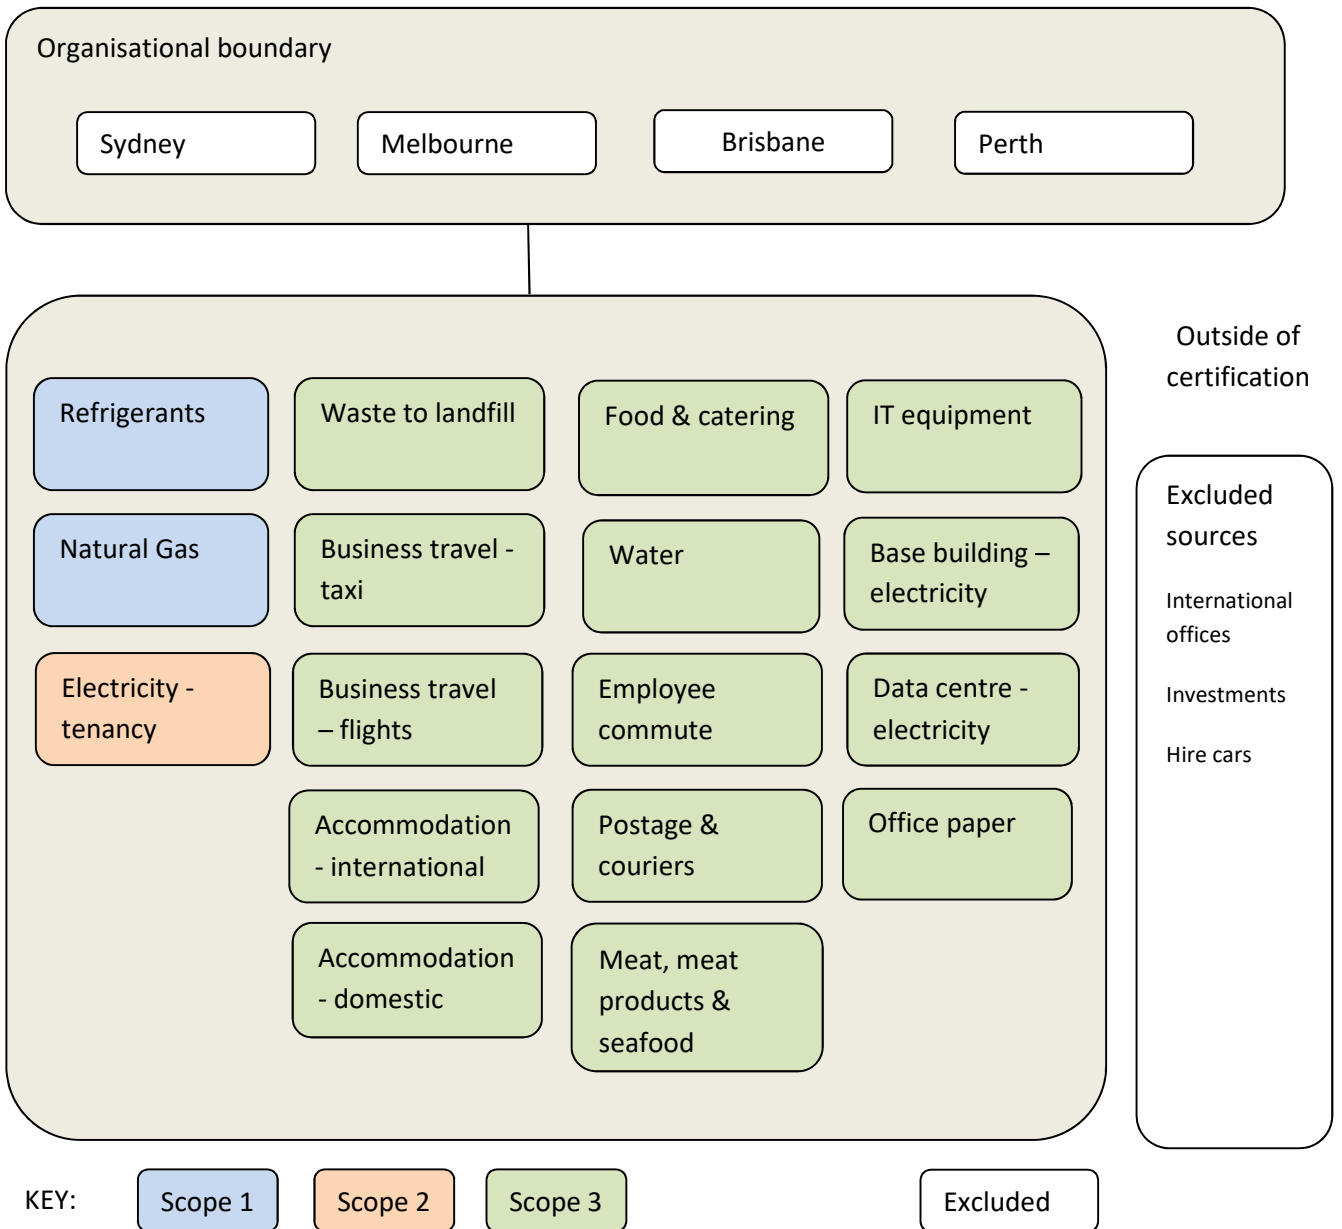 Organisational boundary
Sydney
Melbourne
Brisbane
Perth
Outside of
certification
Refrigerants
Waste to landfill
Food & catering
IT equipment
Natural Gas
Business travel -
taxi
Water
Base building –
electricity
Electricity -
tenancy
Business travel
– flights
Employee
commute
Data centre -
electricity
Accommodation
- international
Postage &
couriers
Office paper
Accommodation
- domestic
Meat, meat
products &
seafood
Excluded
sources
International
offices
Investments
Hire cars
KEY:
Scope 1
Scope 2
Scope 3
Excluded